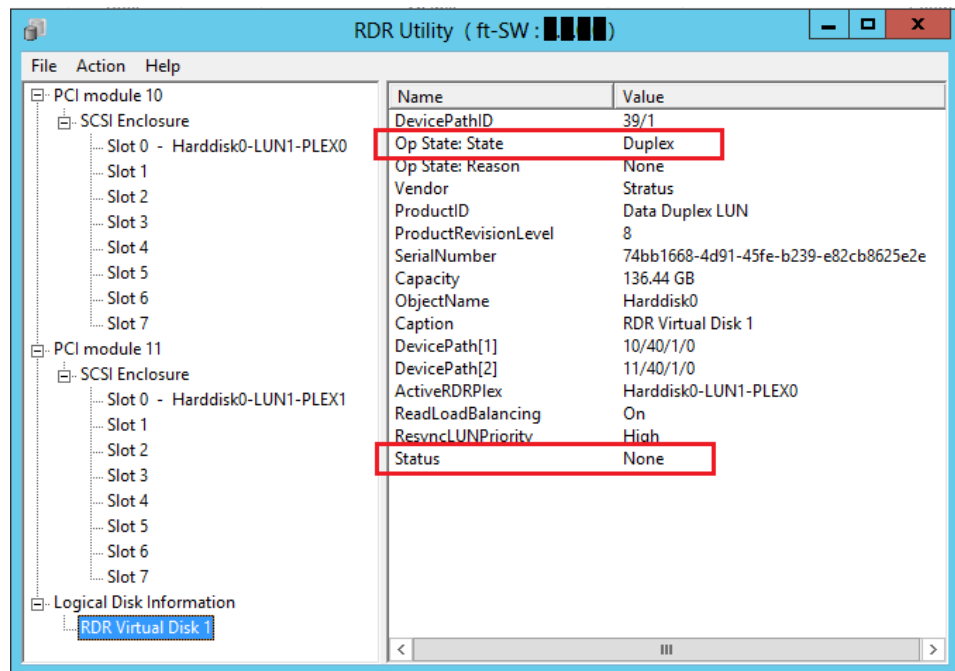 RDR Utility ( ft-SW : )
File Action Help
PCI module 10
SCSI Enclosure
Slot 0 - Harddisk0-LUN1-PLEX0
Slot 1
Slot 2
Slot 3
Slot 4
Slot 5
Slot 6
Slot 7
PCI module 11
SCSI Enclosure
Slot 0 - Harddisk0-LUN1-PLEX1
Slot 1
Slot 2
Slot 3
Slot 4
Slot 5
Slot 6
Slot 7
Logical Disk Information
RDR Virtual Disk 1
Name Value
DevicePathID 39/1
Op State: State Duplex
Op State: Reason None
Vendor Stratus
ProductID Data Duplex LUN
ProductRevisionLevel 8
SerialNumber 74bb1668-4d91-45fe-b239-e82cb8625e2e
Capacity 136.44 GB
ObjectName Harddisk0
Caption RDR Virtual Disk 1
DevicePath[1] 10/40/1/0
DevicePath[2] 11/40/1/0
ActiveRDRPlex Harddisk0-LUN1-PLEX0
ReadLoadBalancing On
ResyncLUNPriority High
Status None